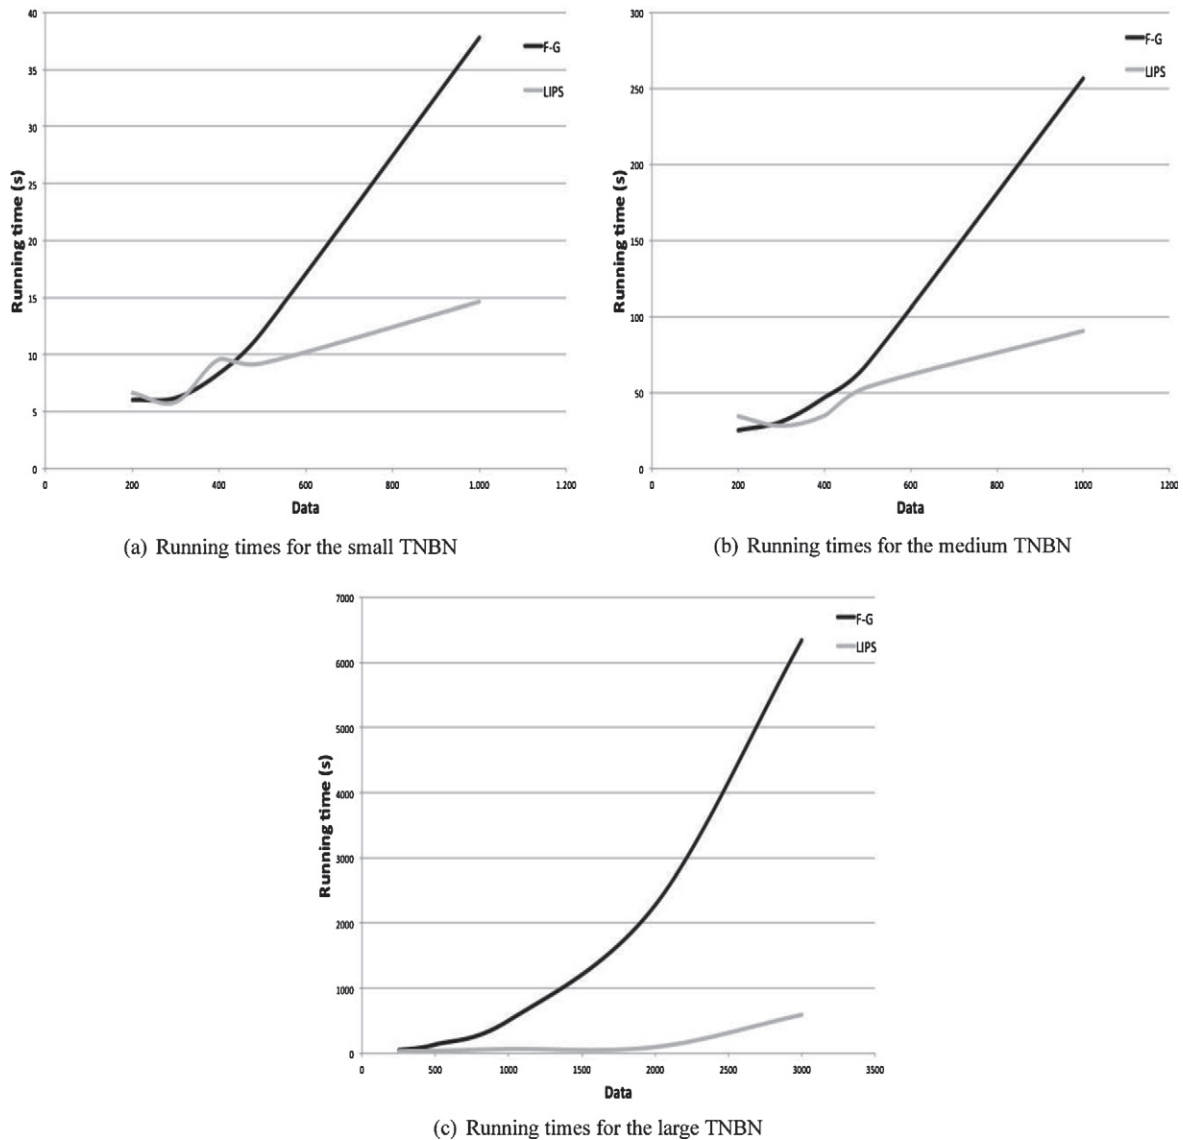 40
35
30
25
20
15
10
5
0
Running time (s)
F-G
LIPS
0 200 400 600 800 1.000 1.200
Data
(a) Running times for the small TNBN
300
250
200
150
100
50
0
Running time (s)
F-G
LIPS
0 200 400 600 800 1000 1200
Data
(b) Running times for the medium TNBN
7000
6000
5000
4000
3000
2000
1000
0
Running time (s)
F-G
LIPS
0 500 1000 1500 2000 2500 3000 3500
Data
(c) Running times for the large TNBN